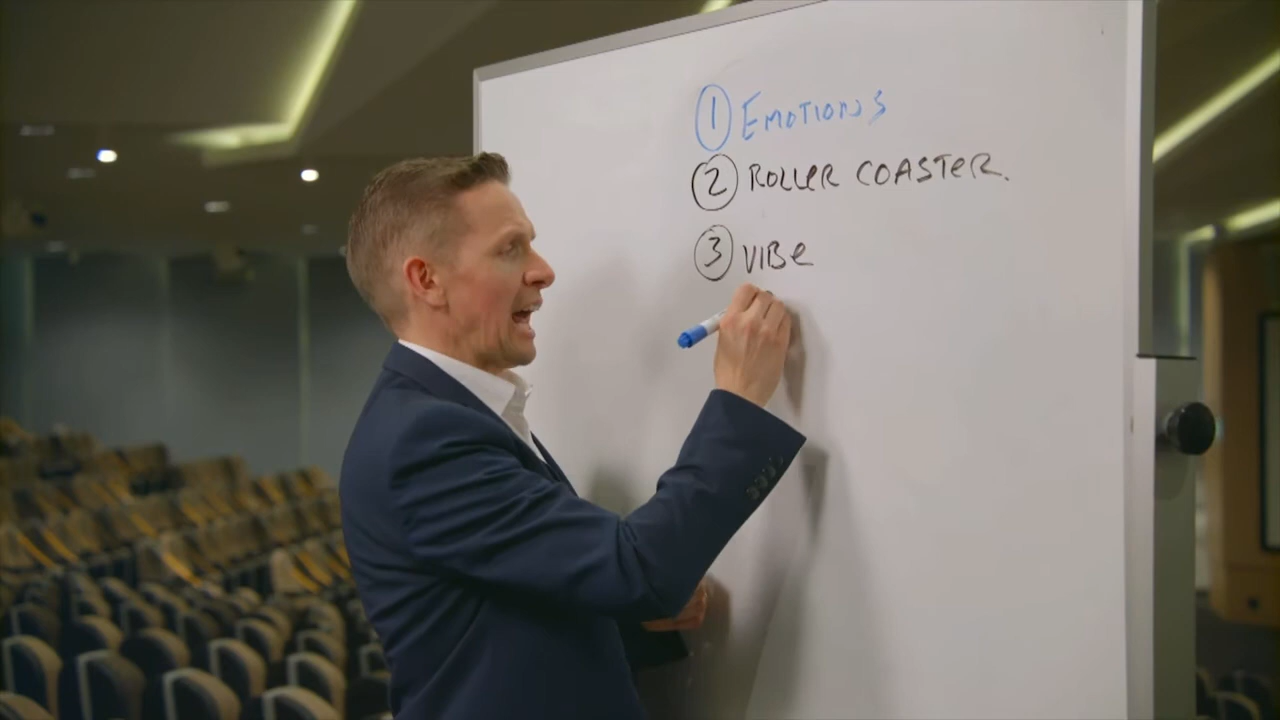 ① EMOTIONS
② ROLLER COASTER.
③ VIBE